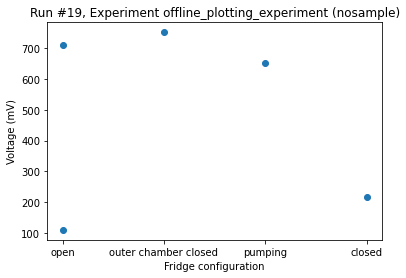 Run #19, Experiment offline_plotting_experiment (nosample)
Voltage (mV)
700
600
500
400
300
200
100
open outer chamber closed pumping closed
Fridge configuration